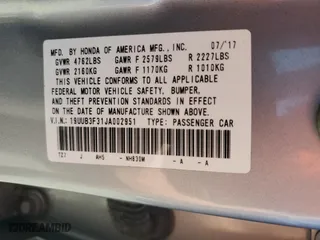 MFD. BY HONDA OF AMERICA MFG., INC. 07/17
GVWR 4762LBS GAWR F 2579LBS R 2227LBS
GVWR 2160KG GAWR F 1170KG R 1010KG
THIS VEHICLE CONFORMS TO ALL APPLICABLE
FEDERAL MOTOR VEHICLE SAFETY, BUMPER,
AND THEFT PREVENTION STANDARDS IN EFFECT
ON THE DATE OF MANUFACTURE SHOWN ABOVE.
V.I.N.: 19UUB3F31JA002951 TYPE: PASSENGER CAR
J AH0 NH830M - A - A